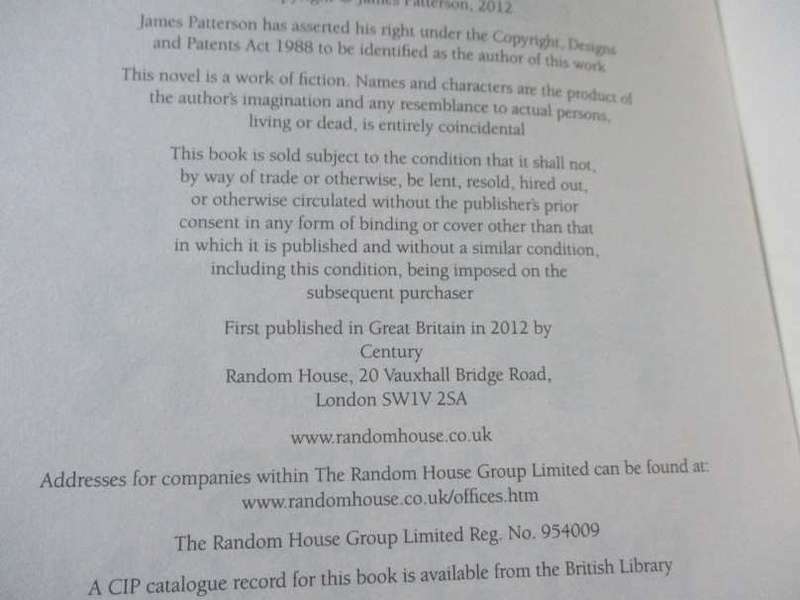 Copyright © James Patterson, 2012
James Patterson has asserted his right under the Copyright, Designs
and Patents Act 1988 to be identified as the author of this work
This novel is a work of fiction. Names and characters are the product of
the author's imagination and any resemblance to actual persons,
living or dead, is entirely coincidental
This book is sold subject to the condition that it shall not,
by way of trade or otherwise, be lent, resold, hired out,
or otherwise circulated without the publisher's prior
consent in any form of binding or cover other than that
in which it is published and without a similar condition,
including this condition, being imposed on the
subsequent purchaser
First published in Great Britain in 2012 by
Century
Random House, 20 Vauxhall Bridge Road,
London SW1V 2SA
www.randomhouse.co.uk
Addresses for companies within The Random House Group Limited can be found at:
www.randomhouse.co.uk/offices.htm
The Random House Group Limited Reg. No. 954009
A CIP catalogue record for this book is available from the British Library